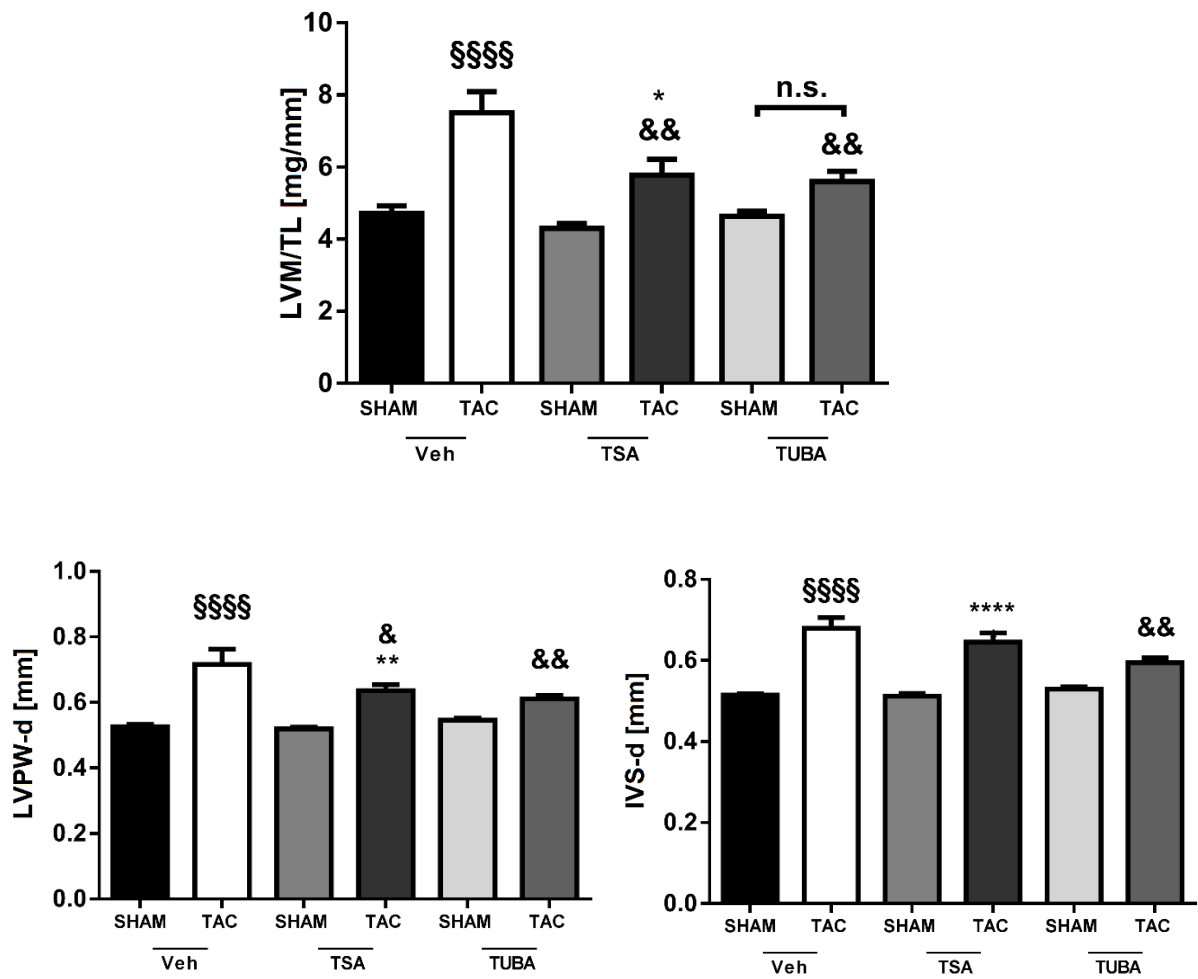 10
§§§§
8
n.s.
*
&&
&&
6
4
2
0
LVM/TL [mg/mm]
SHAM TAC SHAM TAC SHAM TAC
Veh TSA TUBA
1.0
§§§§
0.8
&
**
&&
0.6
0.4
0.2
0.0
LVPW-d [mm]
SHAM TAC SHAM TAC SHAM TAC
Veh TSA TUBA
0.8
§§§§
****
&&
0.6
0.4
0.2
0.0
IVS-d [mm]
SHAM TAC SHAM TAC SHAM TAC
Veh TSA TUBA